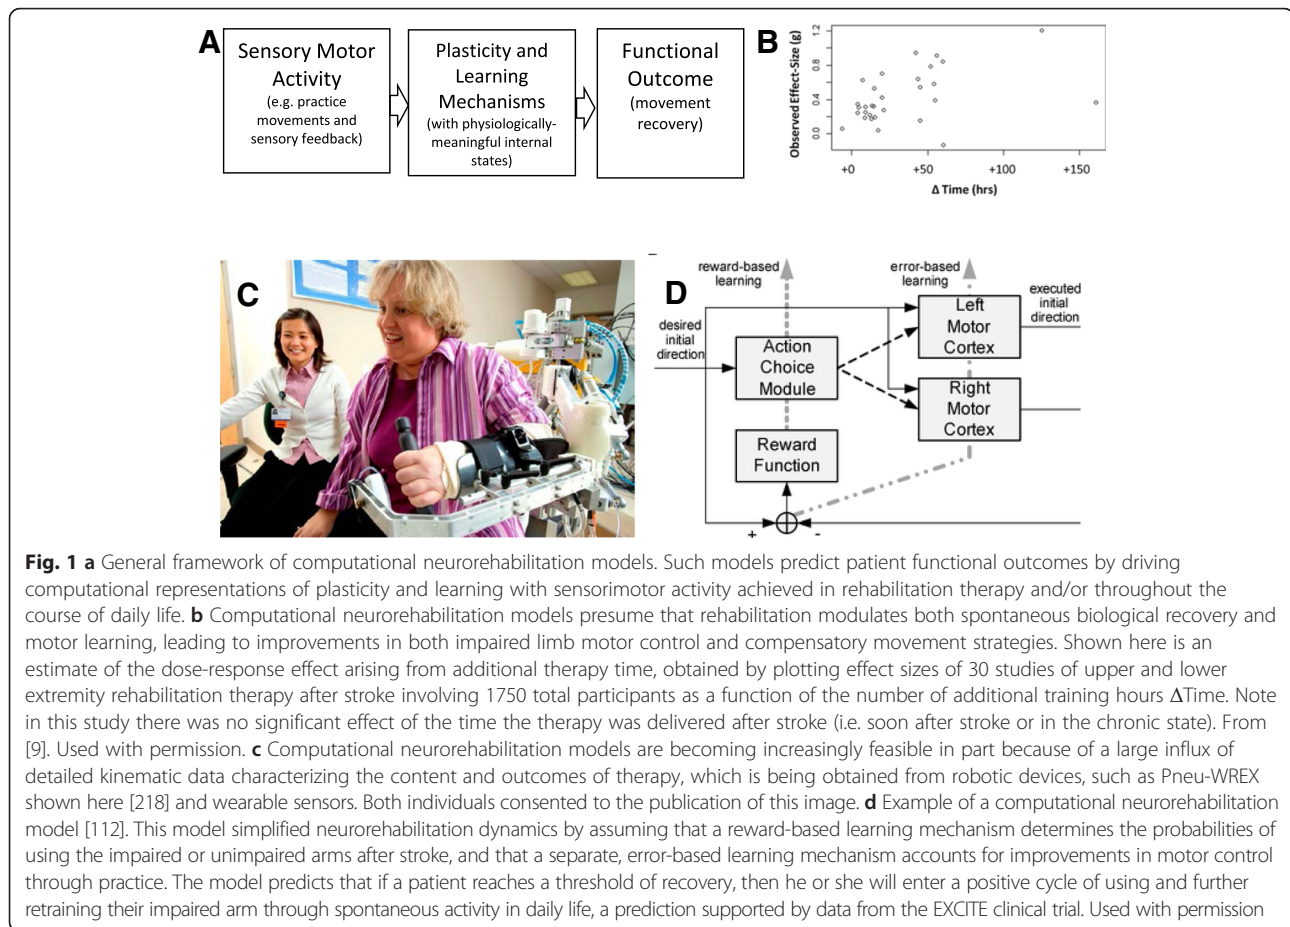 A
Sensory Motor
Activity
(e.g. practice
movements and
sensory feedback)
Plasticity and
Learning
Mechanisms
(with physiologically-
meaningful internal
states)
Functional
Outcome
(movement
recovery)
B
Observed Effect-Size (g)
1.2
0.8
0.4
0.0
+0
+50
+100
+150
Δ Time (hrs)
C
D
reward-based
learning
error-based
learning
desired
initial
direction
executed
initial
direction
Action
Choice
Module
Left
Motor
Cortex
Right
Motor
Cortex
Reward
Function
+
-
Fig. 1 a General framework of computational neurorehabilitation models. Such models predict patient functional outcomes by driving
computational representations of plasticity and learning with sensorimotor activity achieved in rehabilitation therapy and/or throughout the
course of daily life. b Computational neurorehabilitation models presume that rehabilitation modulates both spontaneous biological recovery and
motor learning, leading to improvements in both impaired limb motor control and compensatory movement strategies. Shown here is an
estimate of the dose-response effect arising from additional therapy time, obtained by plotting effect sizes of 30 studies of upper and lower
extremity rehabilitation therapy after stroke involving 1750 total participants as a function of the number of additional training hours ΔTime. Note
in this study there was no significant effect of the time the therapy was delivered after stroke (i.e. soon after stroke or in the chronic state). From
[9]. Used with permission. c Computational neurorehabilitation models are becoming increasingly feasible in part because of a large influx of
detailed kinematic data characterizing the content and outcomes of therapy, which is being obtained from robotic devices, such as Pneu-WREX
shown here [218] and wearable sensors. Both individuals consented to the publication of this image. d Example of a computational neurorehabilitation
model [112]. This model simplified neurorehabilitation dynamics by assuming that a reward-based learning mechanism determines the probabilities of
using the impaired or unimpaired arms after stroke, and that a separate, error-based learning mechanism accounts for improvements in motor control
through practice. The model predicts that if a patient reaches a threshold of recovery, then he or she will enter a positive cycle of using and further
retraining their impaired arm through spontaneous activity in daily life, a prediction supported by data from the EXCITE clinical trial. Used with permission